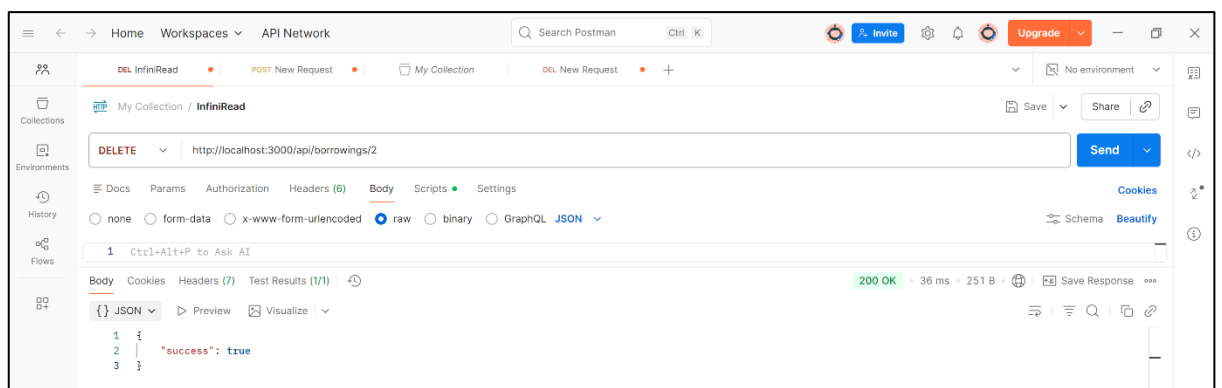 Home Workspaces API Network Search Postman Ctrl K Invite Upgrade
DEL InfiniRead POST New Request My Collection DEL New Request No environment
HTTP My Collection / InfiniRead Save Share
Collections
DELETE http://localhost:3000/api/borrowings/2 Send
Environments
Docs Params Authorization Headers (6) Body Scripts Settings Cookies
History
none form-data x-www-form-urlencoded raw binary GraphQL JSON Schema Beautify
Flows
1 Ctrl+Alt+P to Ask AI
Body Cookies Headers (7) Test Results (1/1) 200 OK 36 ms 251 B Save Response
{} JSON Preview Visualize
1 {
2 "success": true
3 }